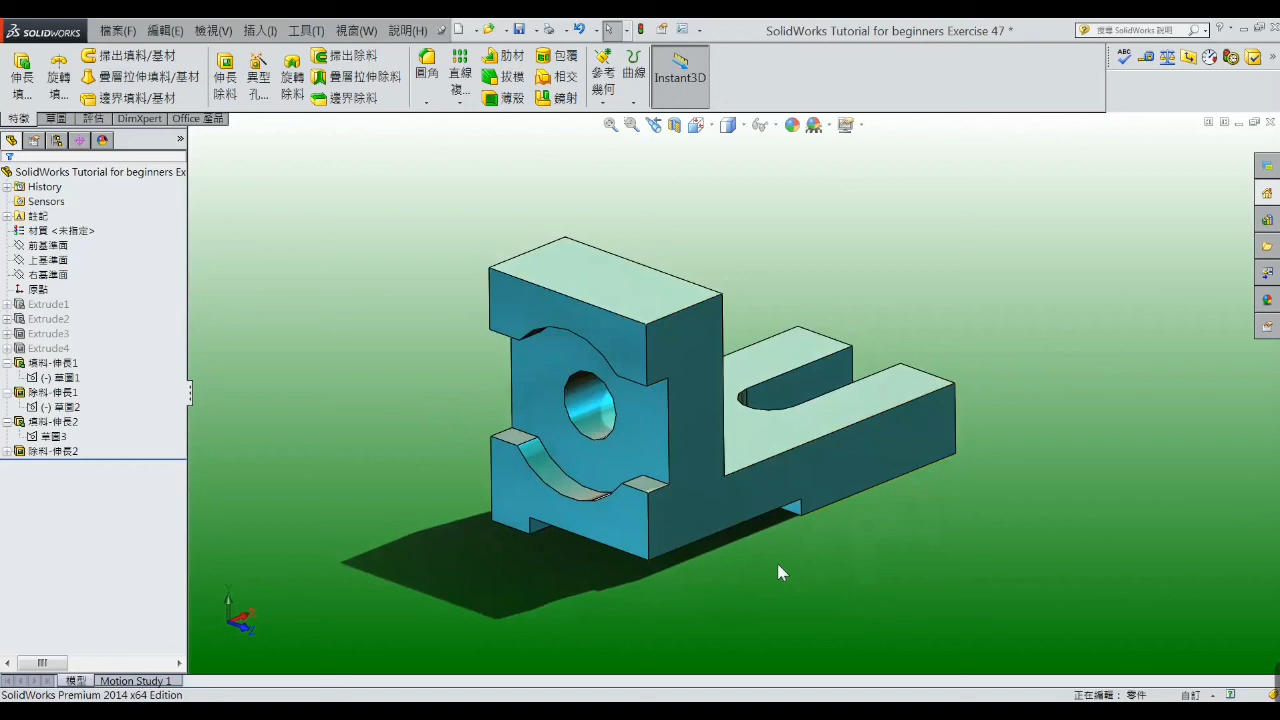 SOLIDWORKS
檔案(F) 編輯(E) 檢視(V) 插入(I) 工具(T) 視窗(W) 說明(H)
SolidWorks Tutorial for beginners Exercise 47 *
搜尋 SolidWorks 說明
伸長填...
旋轉填...
掃出填料/基材
疊層拉伸填料/基材
邊界填料/基材
伸長除料
異型孔...
旋轉除料
掃出除料
疊層拉伸除料
邊界除料
圓角
直線複...
肋材
拔模
薄殼
包覆
相交
鏡射
參考幾何
曲線
Instant3D
特徵 草圖 評估 DimXpert Office 產品
SolidWorks Tutorial for beginners Ex
History
Sensors
註記
材質 <未指定>
前基準面
上基準面
右基準面
原點
Extrude1
Extrude2
Extrude3
Extrude4
填料-伸長1
(-) 草圖1
除料-伸長1
(-) 草圖2
填料-伸長2
草圖3
除料-伸長2
Y
X
Z
模型 Motion Study 1
SolidWorks Premium 2014 x64 Edition
正在編輯: 零件
自訂